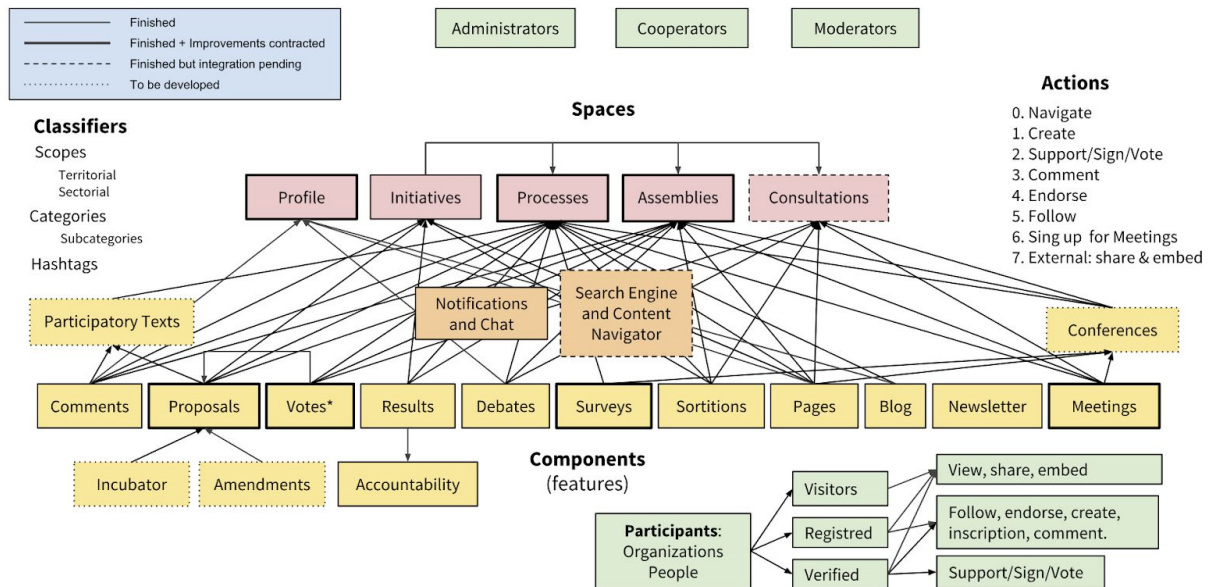 Finished
Finished + Improvements contracted
Finished but integration pending
To be developed
Administrators
Cooperators
Moderators
Classifiers
Scopes
Territorial
Sectorial
Categories
Subcategories
Hashtags
Spaces
Actions
0. Navigate
1. Create
2. Support/Sign/Vote
3. Comment
4. Endorse
5. Follow
6. Sing up for Meetings
7. External: share & embed
Profile
Initiatives
Processes
Assemblies
Consultations
Participatory Texts
Notifications
and Chat
Search Engine
and Content
Navigator
Conferences
Comments
Proposals
Votes*
Results
Debates
Surveys
Sortitions
Pages
Blog
Newsletter
Meetings
Incubator
Amendments
Accountability
Components
(features)
Participants:
Organizations
People
Visitors
Registred
Verified
View, share, embed
Follow, endorse, create,
inscription, comment.
Support/Sign/Vote